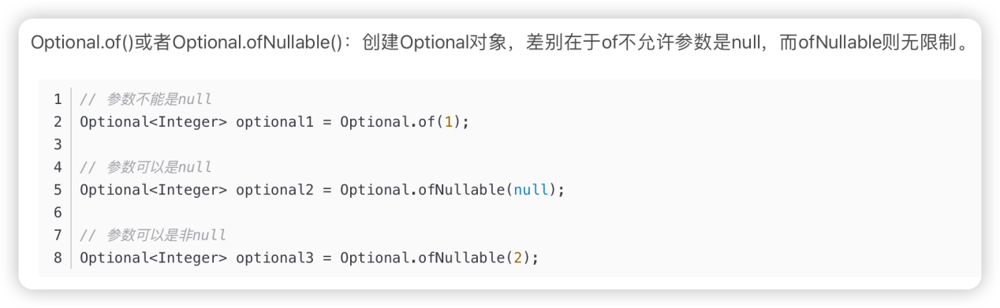 Optional.of()或者Optional.ofNullable()：创建Optional对象，差别在于of不允许参数是null，而ofNullable则无限制。
1 // 参数不能是null
2 Optional<Integer> optional1 = Optional.of(1);
3
4 // 参数可以是null
5 Optional<Integer> optional2 = Optional.ofNullable(null);
6
7 // 参数可以是非null
8 Optional<Integer> optional3 = Optional.ofNullable(2);